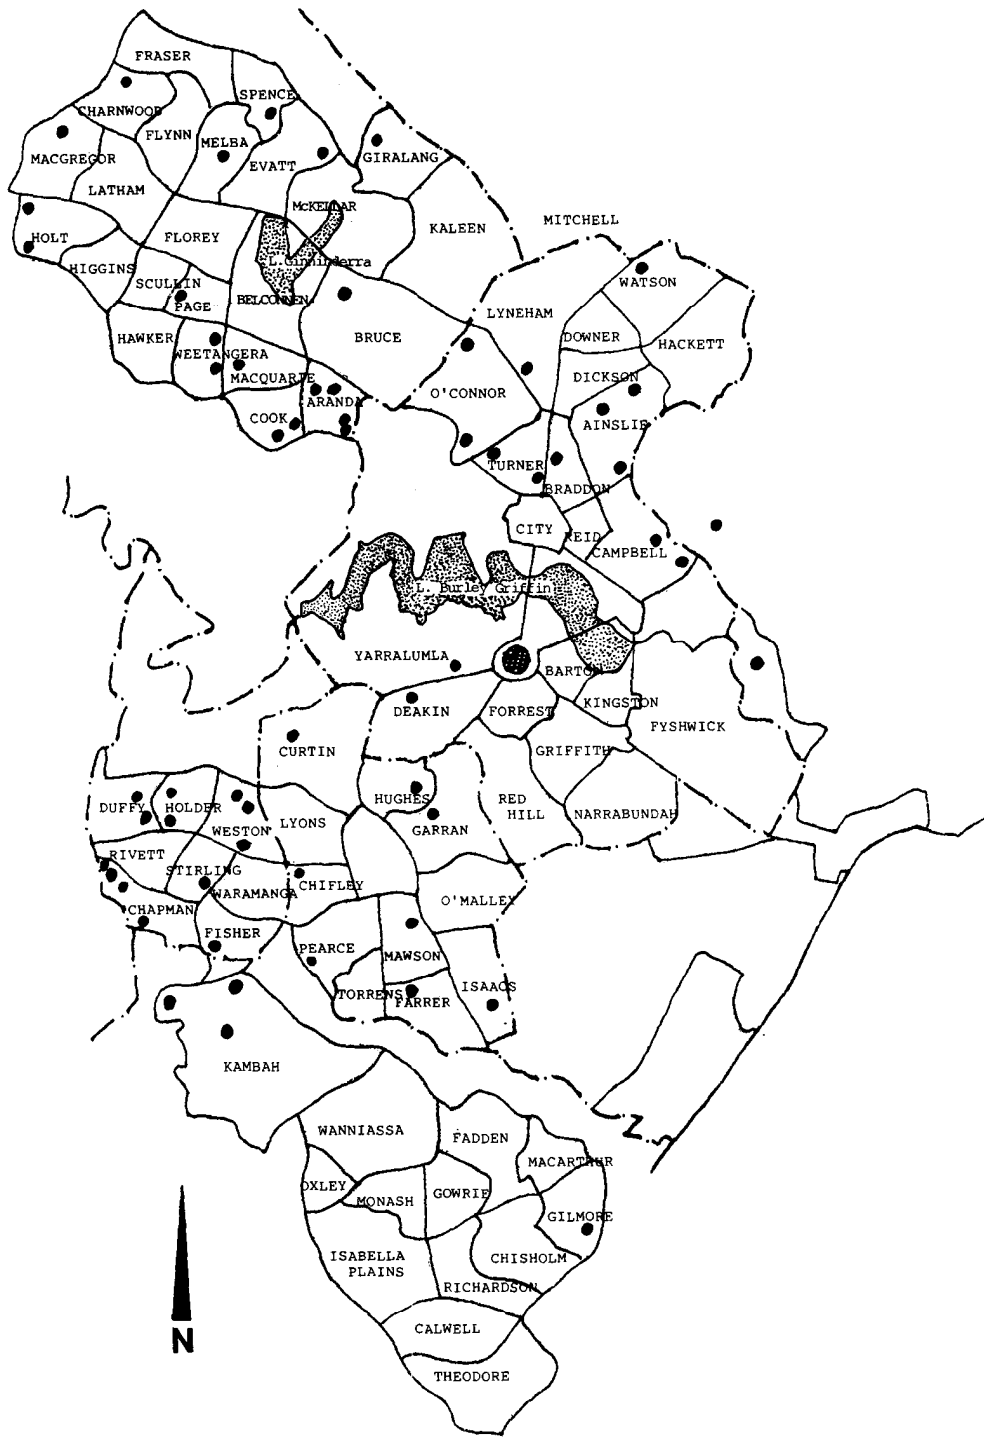 FRASER
SPENCE
CHARNWOOD
FLYNN
MELBA
MACGREGOR
EVATT
GIRALANG
LATHAM
McKELLAR
MITCHELL
KALEEN
HOLT
FLOREY
L.Ginninderra
HIGGINS
SCULLIN
WATSON
PAGE
BELCONNEN
LYNEHAM
HAWKER
BRUCE
DOWNER
HACKETT
WEETANGERA
MACQUARIE
DICKSON
O'CONNOR
ARANDA
COOK
AINSLIE
TURNER
BRADDON
CITY
REID
CAMPBELL
L. Burley Griffin
YARRALUMLA
BARTON
KINGSTON
DEAKIN
FORREST
FYSHWICK
CURTIN
GRIFFITH
HUGHES
RED
HILL
DUFFY
HOLDER
NARRABUNDAH
LYONS
WESTON
GARRAN
RIVETT
STIRLING
WARAMANGA
CHIFLEY
O'MALLEY
CHAPMAN
FISHER
PEARCE
MAWSON
ISAACS
TORRENS
FARRER
KAMBAH
WANNIASSA
FADDEN
MACARTHUR
OXLEY
MONASH
GOWRIE
GILMORE
ISABELLA
PLAINS
CHISHOLM
RICHARDSON
CALWELL
THEODORE
N